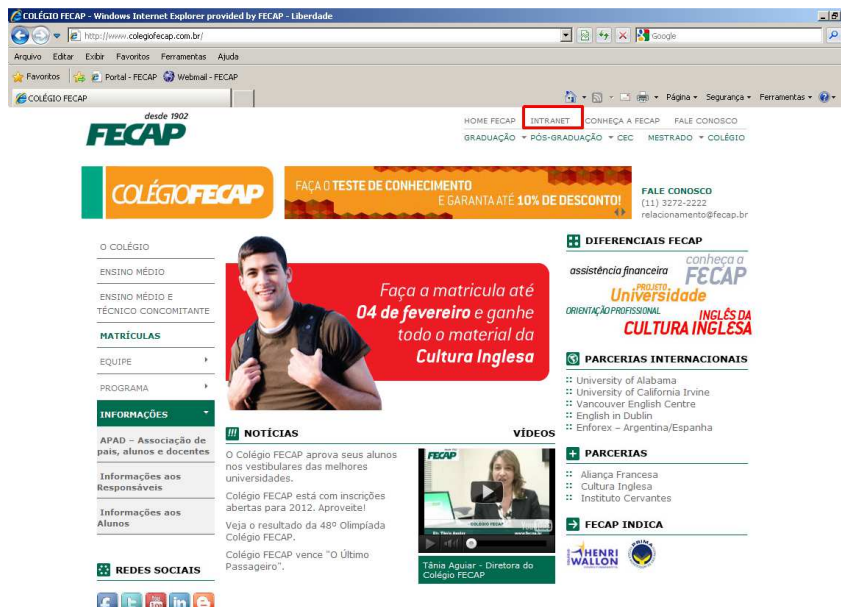 COLÉGIO FECAP - Windows Internet Explorer provided by FECAP - Liberdade
http://www.colegiofecap.com.br/
Google
Arquivo Editar Exibir Favoritos Ferramentas Ajuda
Favoritos Portal - FECAP Webmail - FECAP
COLÉGIO FECAP
Página Segurança Ferramentas
desde 1902
FECAP
HOME FECAP INTRANET CONHEÇA A FECAP FALE CONOSCO
GRADUAÇÃO PÓS-GRADUAÇÃO CEC MESTRADO COLÉGIO
COLÉGIOFECAP
FAÇA O TESTE DE CONHECIMENTO
E GARANTA ATÉ 10% DE DESCONTO!
FALE CONOSCO
(11) 3272-2222
relacionamento@fecap.br
O COLÉGIO
ENSINO MÉDIO
ENSINO MÉDIO E
TÉCNICO CONCOMITANTE
MATRÍCULAS
EQUIPE
PROGRAMA
INFORMAÇÕES
APAD – Associação de
pais, alunos e docentes
Informações aos
Responsáveis
Informações aos
Alunos
REDES SOCIAIS
Faça a matricula até
04 de fevereiro e ganhe
todo o material da
Cultura Inglesa
NOTÍCIAS
O Colégio FECAP aprova seus alunos
nos vestibulares das melhores
universidades.
Colégio FECAP está com inscrições
abertas para 2012. Aproveite!
Veja o resultado da 48º Olimpíada
Colégio FECAP.
Colégio FECAP vence "O Último
Passageiro".
VÍDEOS
FECAP
COLÉGIO FECAP
Tânia Aguiar - Diretora do
Colégio FECAP
DIFERENCIAIS FECAP
assistência financeira
conheça a
FECAP
PROJETO
Universidade
ORIENTAÇÃO PROFISSIONAL
INGLÊS DA
CULTURA INGLESA
PARCERIAS INTERNACIONAIS
University of Alabama
University of California Irvine
Vancouver English Centre
English in Dublin
Enforex – Argentina/Espanha
PARCERIAS
Aliança Francesa
Cultura Inglesa
Instituto Cervantes
FECAP INDICA
HENRI
WALLON
PRIMA